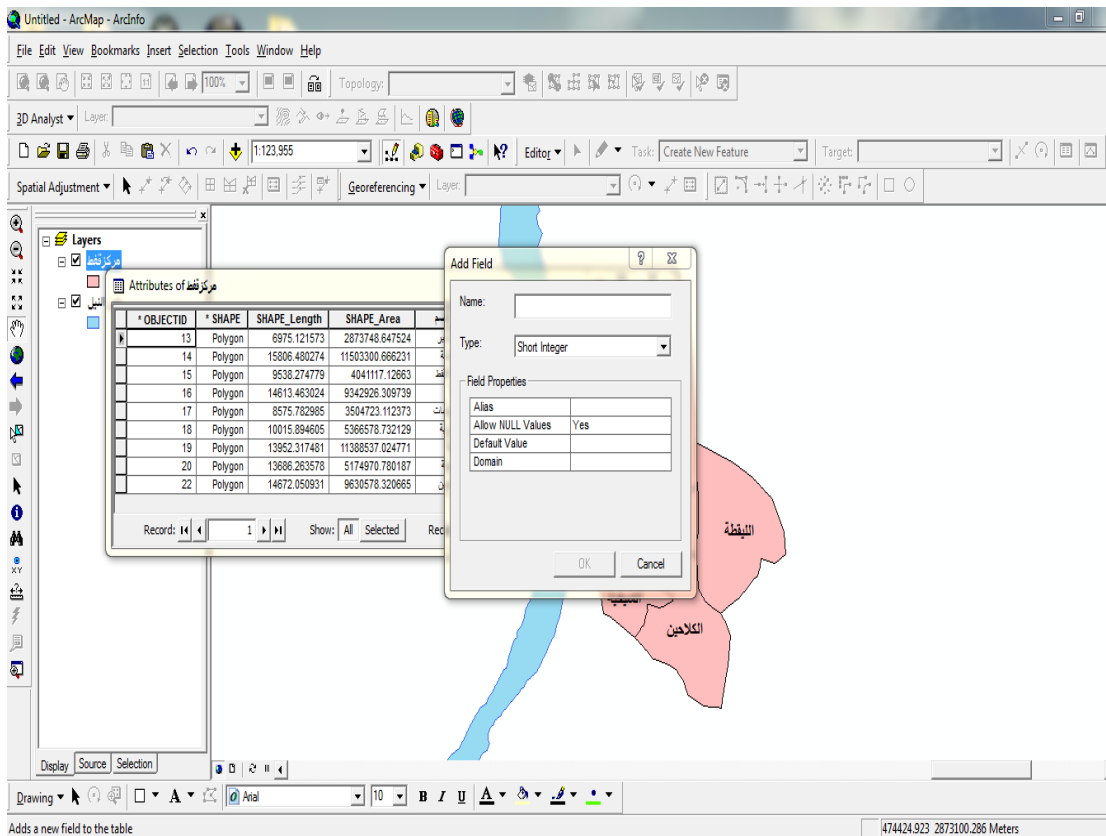 Untitled - ArcMap - ArcInfo
File Edit View Bookmarks Insert Selection Tools Window Help
100% Topology:
3D Analyst Layer:
1:123,955 Editor Task: Create New Feature Target:
Spatial Adjustment Georeferencing Layer:
Layers
مركزقفط
النيل
Attributes of مركزقفط
* OBJECTID * SHAPE SHAPE_Length SHAPE_Area
13 Polygon 6975.121573 2873748.647524
14 Polygon 15806.480274 11503300.666231
15 Polygon 9538.274779 4041117.12663
16 Polygon 14613.463024 9342926.309739
17 Polygon 8575.782985 3504723.112373
18 Polygon 10015.894605 5366578.732129
19 Polygon 13952.317481 11388537.024771
20 Polygon 13686.263578 5174970.780187
22 Polygon 14672.050931 9630578.320665
Record: 1 Show: All Selected Rec
Add Field
Name:
Type: Short Integer
Field Properties
Alias
Allow NULL Values Yes
Default Value
Domain
OK Cancel
اللقيطة
الكلاحين
Display Source Selection
Drawing A Arial 10 B I U A
Adds a new field to the table
474424.923 2873100.286 Meters